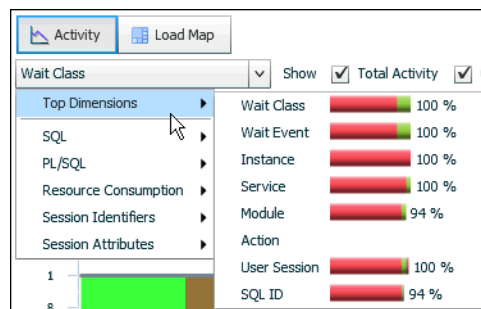 Activity Load Map
Wait Class Show Total Activity
Top Dimensions
SQL
PL/SQL
Resource Consumption
Session Identifiers
Session Attributes
Wait Class 100 %
Wait Event 100 %
Instance 100 %
Service 100 %
Module 94 %
Action
User Session 100 %
SQL ID 94 %
1
8